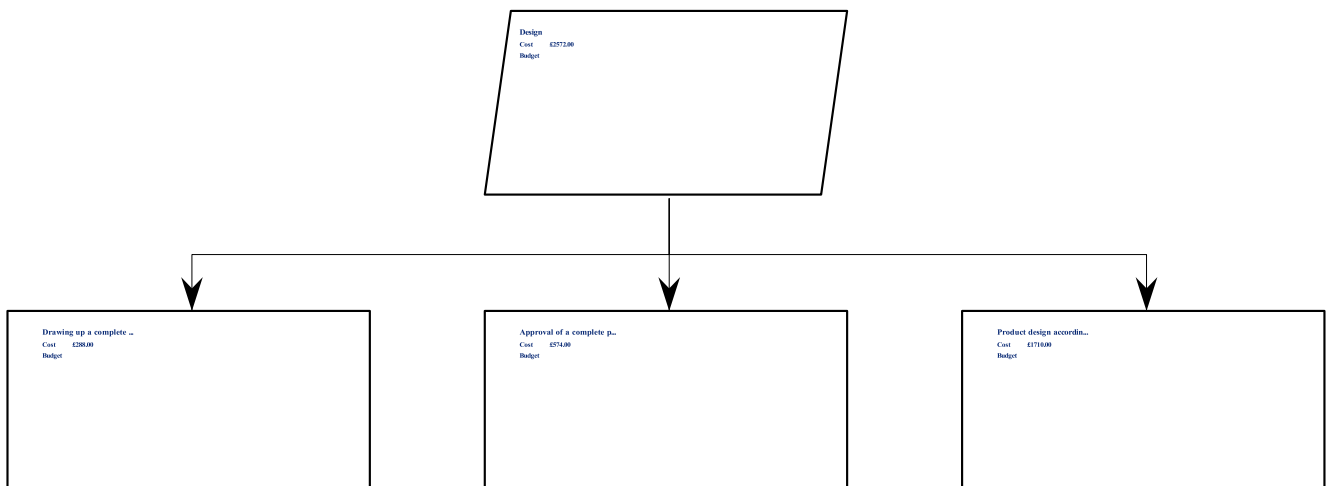 Design
Cost £2572.00
Budget
Drawing up a complete ...
Cost £288.00
Budget
Approval of a complete p...
Cost £574.00
Budget
Product design accordin...
Cost £1710.00
Budget